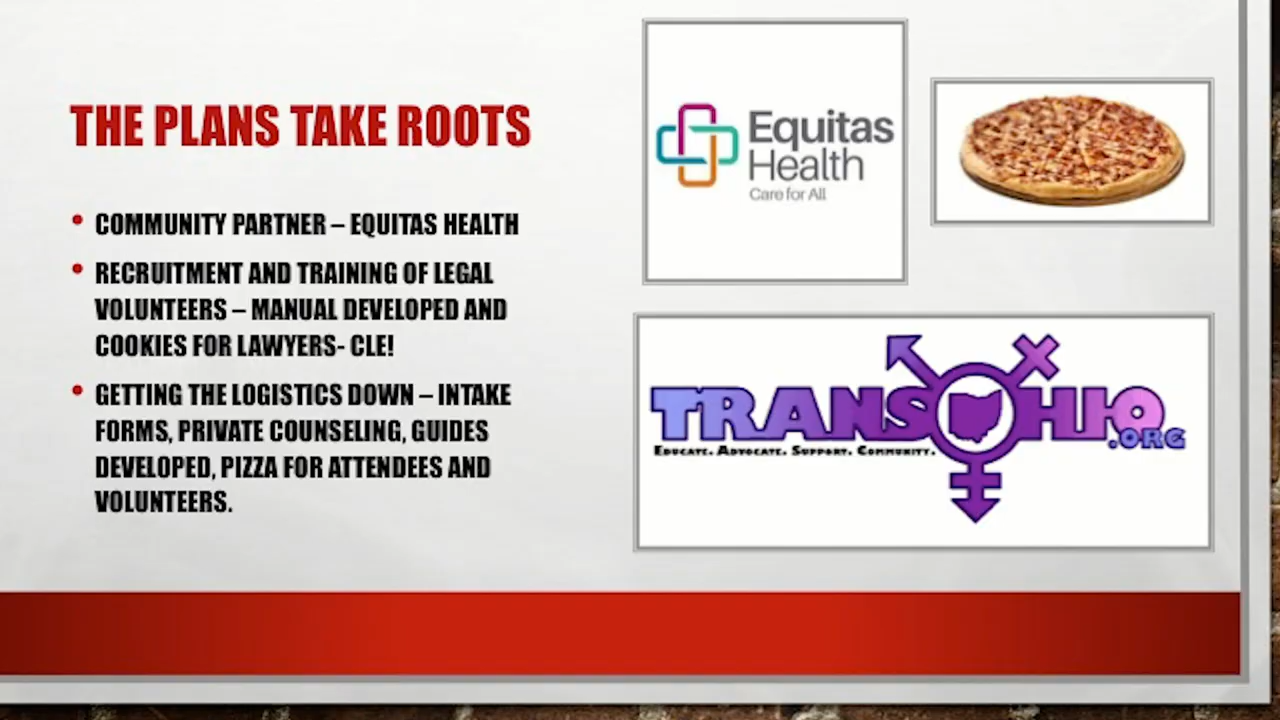 THE PLANS TAKE ROOTS
• COMMUNITY PARTNER – EQUITAS HEALTH
• RECRUITMENT AND TRAINING OF LEGAL
VOLUNTEERS – MANUAL DEVELOPED AND
COOKIES FOR LAWYERS- CLE!
• GETTING THE LOGISTICS DOWN – INTAKE
FORMS, PRIVATE COUNSELING, GUIDES
DEVELOPED, PIZZA FOR ATTENDEES AND
VOLUNTEERS.
Equitas
Health
Care for All
TRANSOHIO
.ORG
Educate. Advocate. Support. Community.